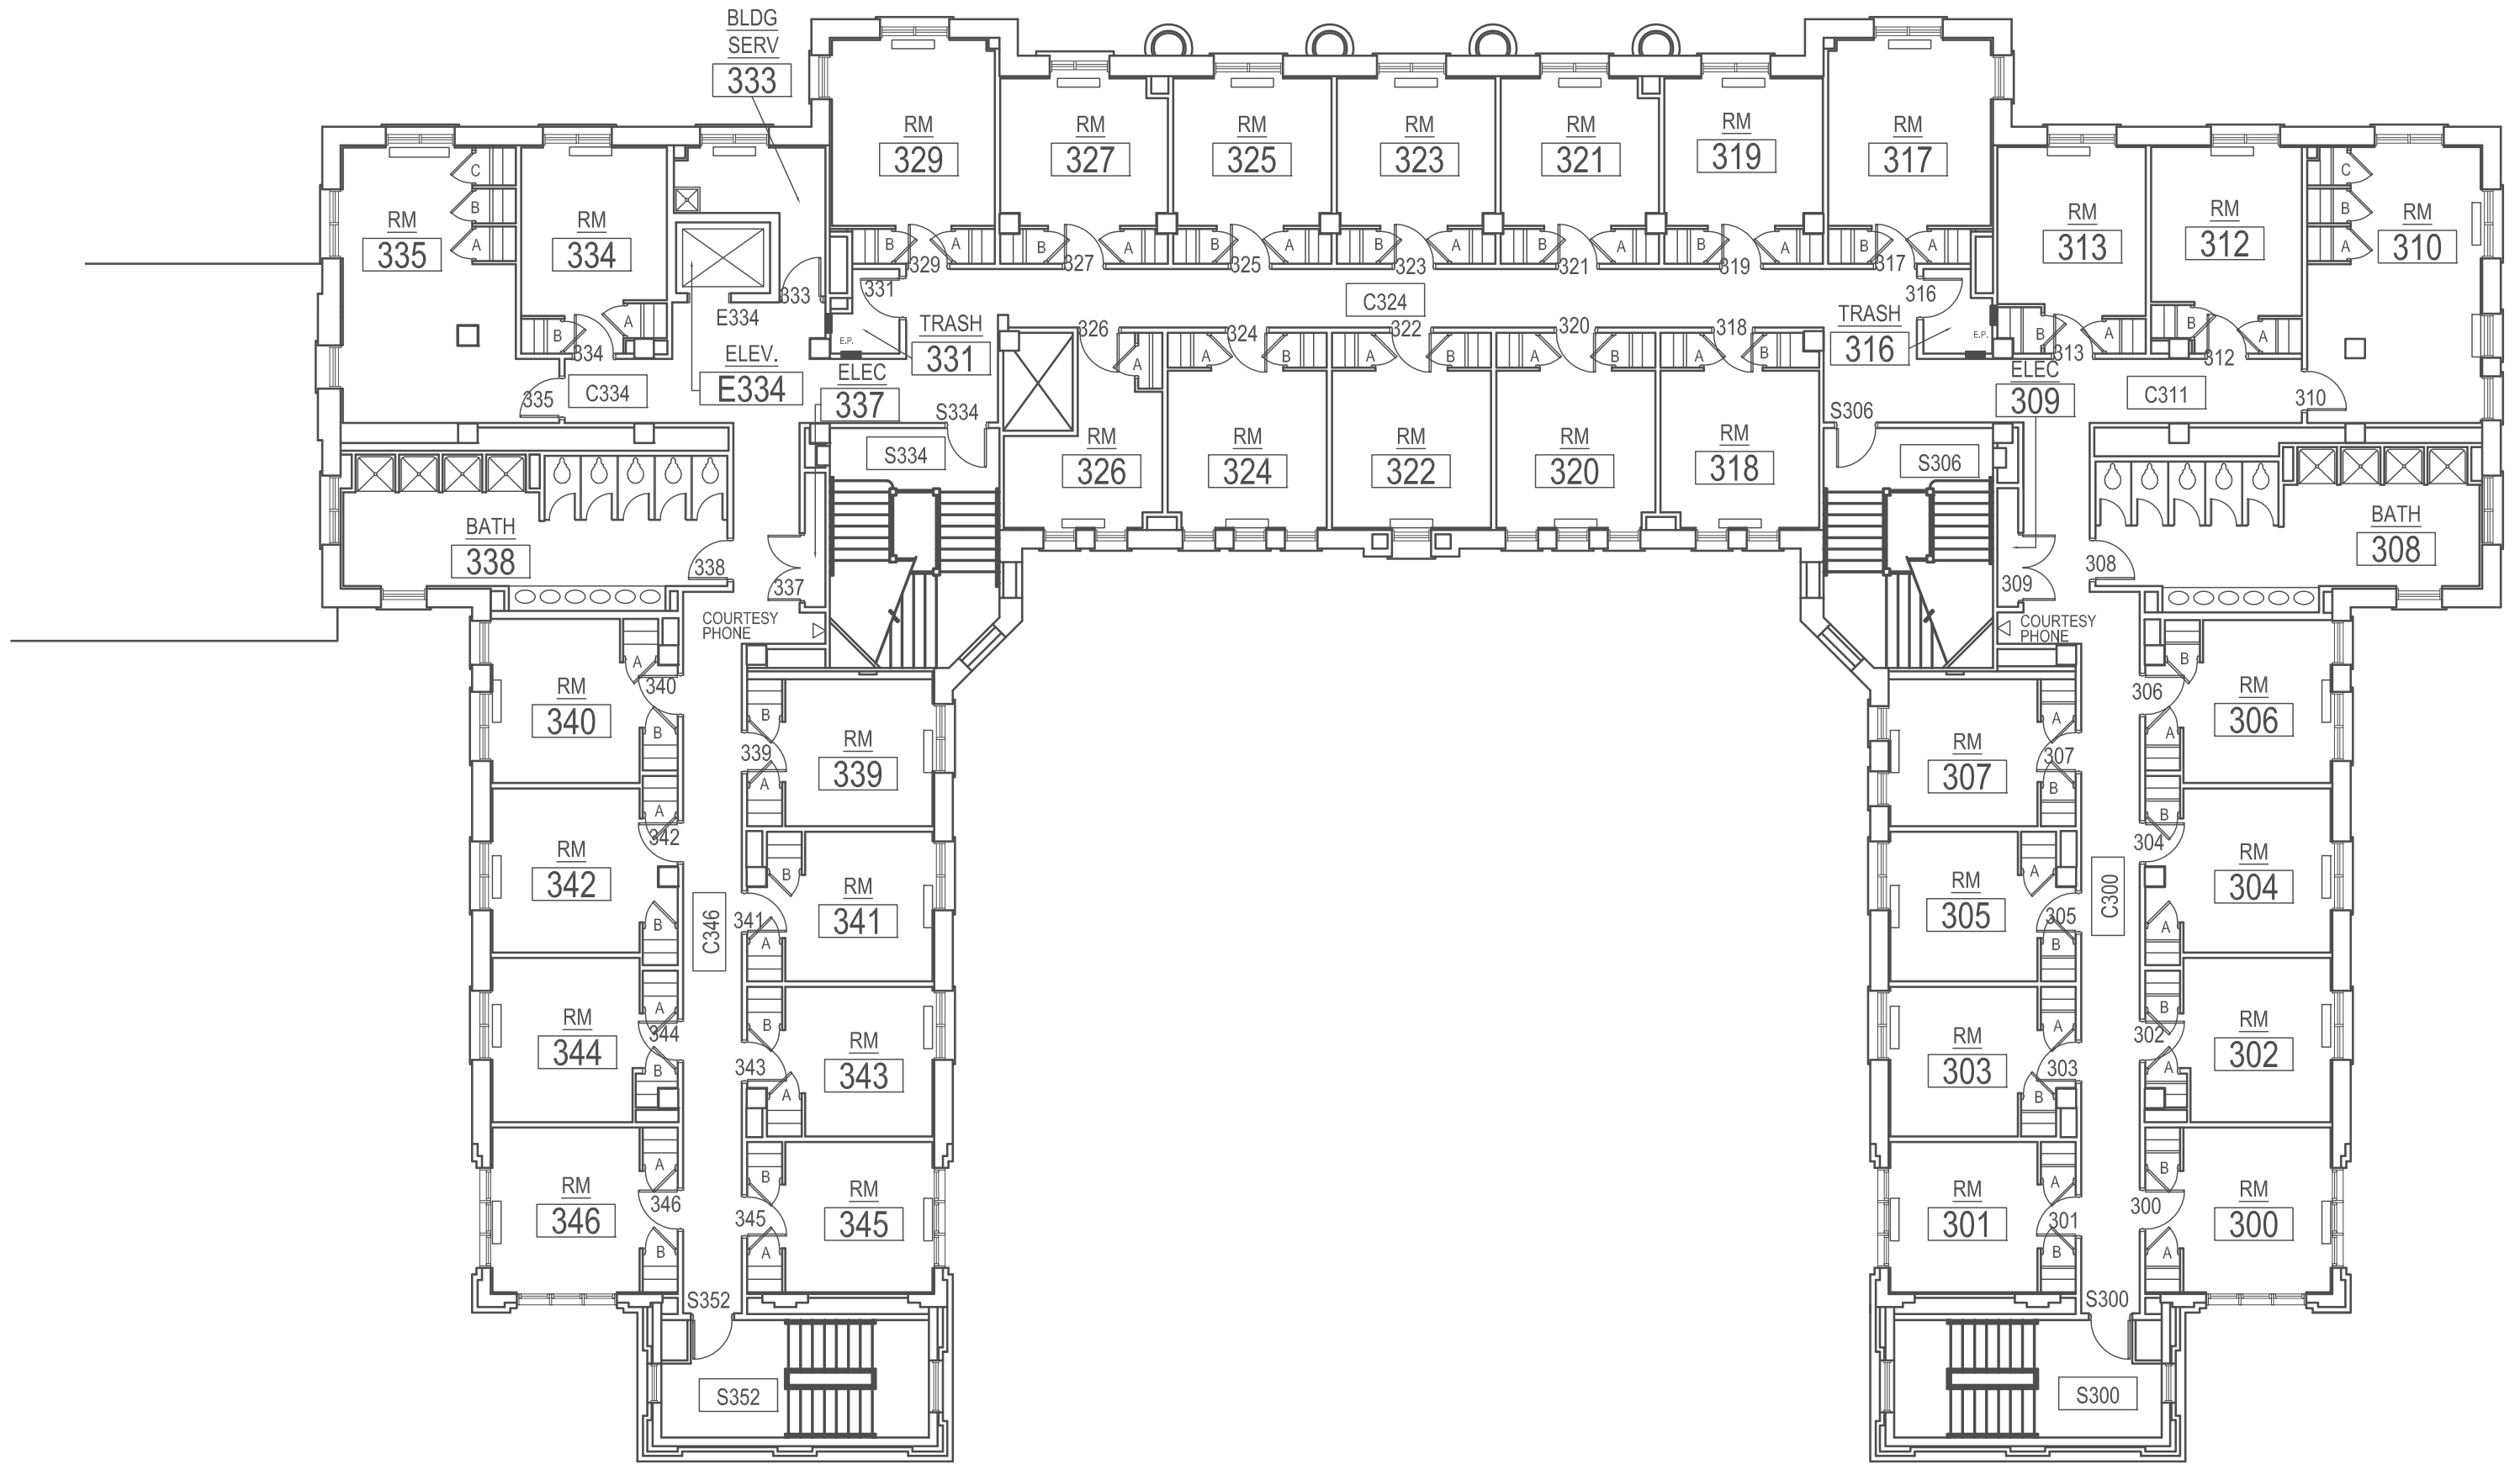 BLDG
SERV
333
RM
329
RM
327
RM
325
RM
323
RM
321
RM
319
RM
317
RM
335
C
B
A
RM
334
B
A
334
333
E334
ELEV.
E334
335
C334
B
A
329
B
A
327
B
A
325
B
A
323
B
A
321
B
A
319
B
A
317
331
E.P.
TRASH
331
ELEC
337
C324
316
TRASH
316
E.P.
RM
313
RM
312
C
B
A
RM
310
B
A
313
B
A
312
ELEC
309
C311
310
326
A
324
A
B
322
A
B
320
A
B
318
A
B
RM
326
RM
324
RM
322
RM
320
RM
318
S334
S334
S306
S306
BATH
338
338
337
COURTESY
PHONE
BATH
308
308
309
COURTESY
PHONE
RM
340
A
340
B
RM
342
A
342
B
RM
344
A
344
B
RM
346
A
346
B
C346
B
339
A
RM
339
B
341
A
RM
341
B
343
A
RM
343
B
345
A
RM
345
S352
S352
RM
307
A
307
B
RM
305
A
305
B
RM
303
A
303
B
RM
301
A
301
B
C300
B
306
A
RM
306
B
304
A
RM
304
B
302
A
RM
302
B
300
A
RM
300
S300
S300